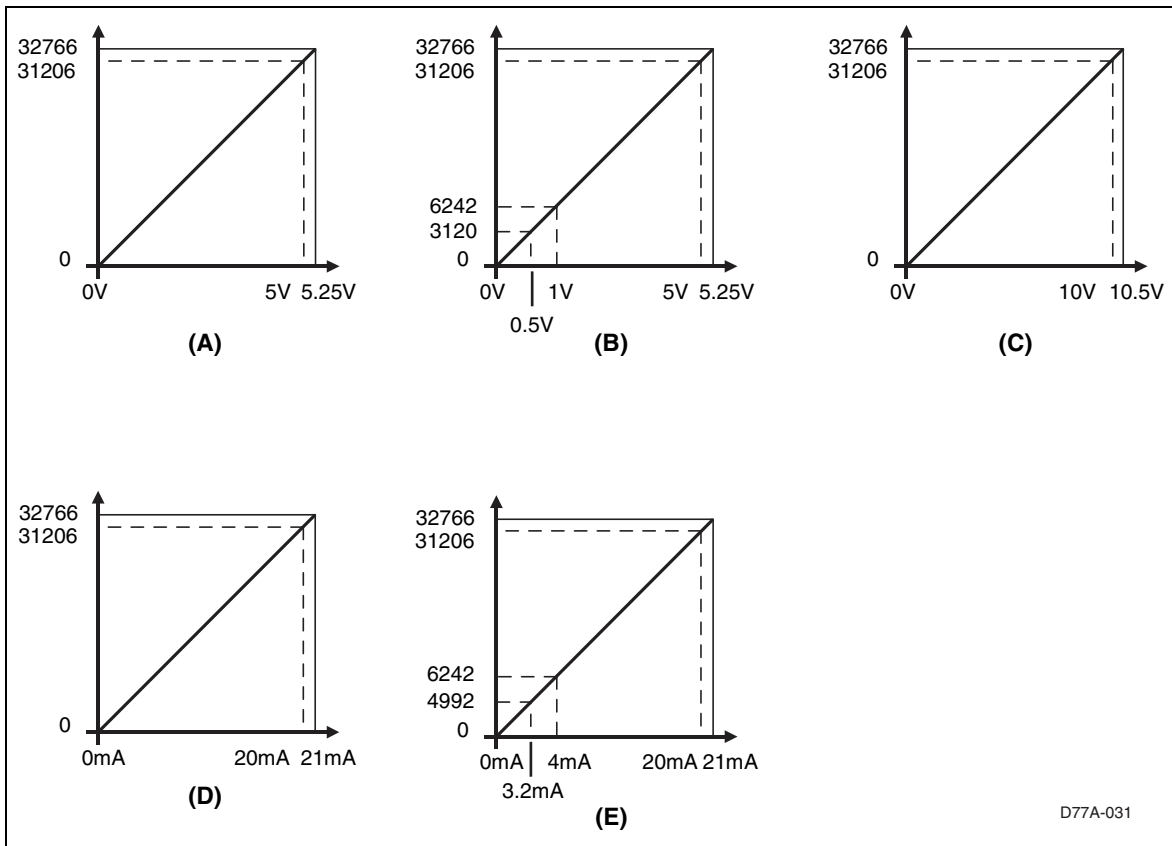 32766
31206
0
0V
5V 5.25V
(A)
32766
31206
6242
3120
0
0V
1V
5V 5.25V
0.5V
(B)
32766
31206
0
0V
10V 10.5V
(C)
32766
31206
0
0mA
20mA 21mA
(D)
32766
31206
6242
4992
0
0mA
4mA
20mA 21mA
3.2mA
(E)
D77A-031